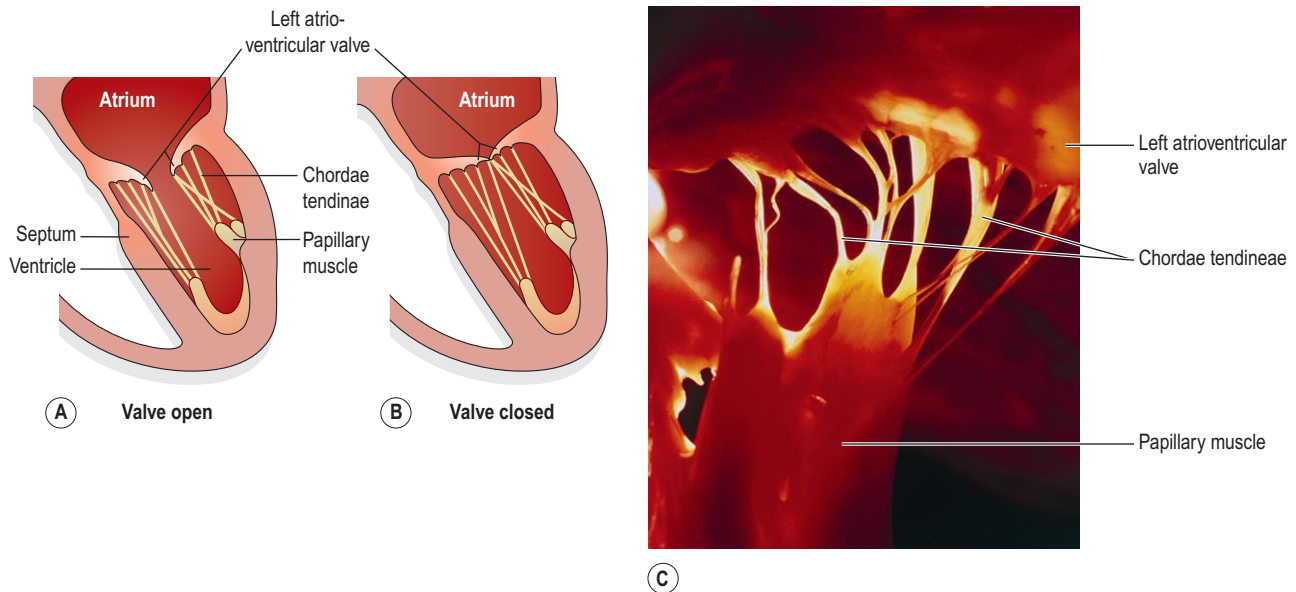 Left atrio-
ventricular valve
Atrium
Atrium
Chordae
tendinae
Septum
Papillary
muscle
Ventricle
A
Valve open
B
Valve closed
Left atrioventricular
valve
Chordae tendineae
Papillary muscle
C